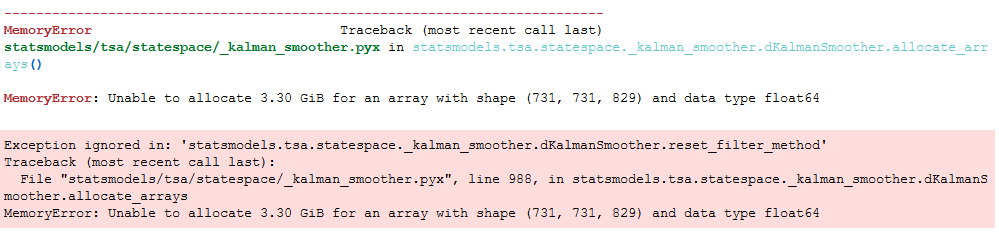 ---------------------------------------------------------------------------
MemoryError                               Traceback (most recent call last)
statsmodels/tsa/statespace/_kalman_smoother.pyx in statsmodels.tsa.statespace._kalman_smoother.dKalmanSmoother.allocate_arr
ays()
MemoryError: Unable to allocate 3.30 GiB for an array with shape (731, 731, 829) and data type float64
Exception ignored in: 'statsmodels.tsa.statespace._kalman_smoother.dKalmanSmoother.reset_filter_method'
Traceback (most recent call last):
  File "statsmodels/tsa/statespace/_kalman_smoother.pyx", line 988, in statsmodels.tsa.statespace._kalman_smoother.dKalmanS
moother.allocate_arrays
MemoryError: Unable to allocate 3.30 GiB for an array with shape (731, 731, 829) and data type float64